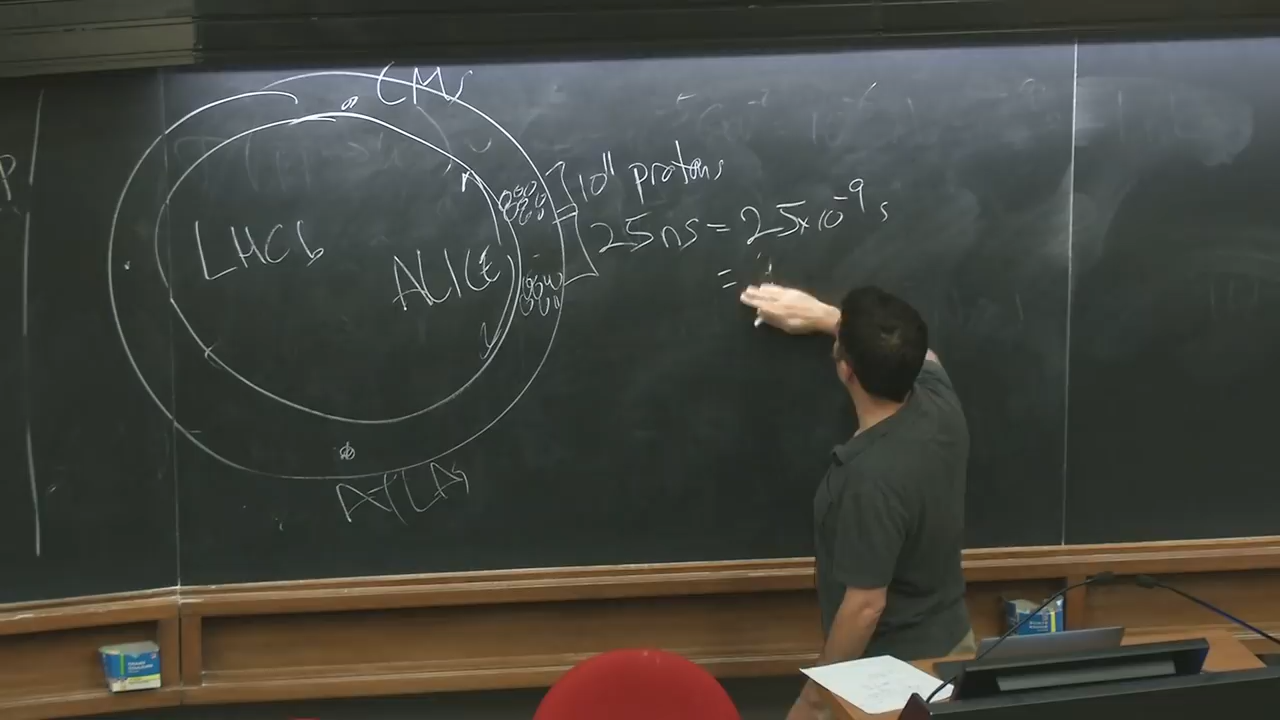 CMS
P
10¹¹ protons
25 ns = 25×10⁻⁹ s
=
LHCb
ALICE
ATLAS